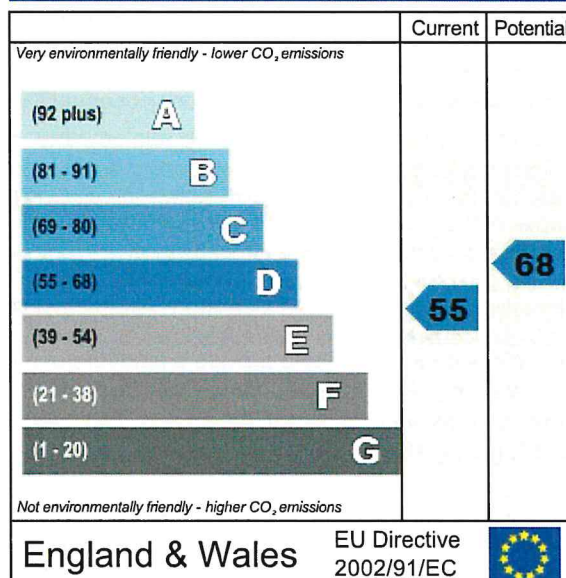 Current Potential
Very environmentally friendly - lower CO₂ emissions
(92 plus) A
(81 - 91) B
(69 - 80) C
(55 - 68) D
(39 - 54) E
(21 - 38) F
(1 - 20) G
68
55
Not environmentally friendly - higher CO₂ emissions
England & Wales
EU Directive
2002/91/EC